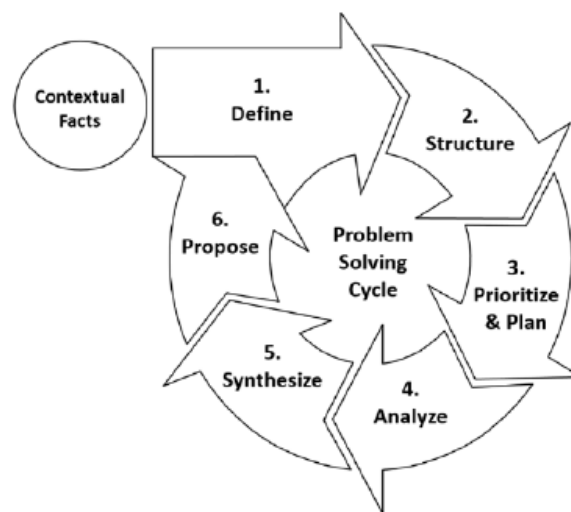 Contextual
Facts
1.
Define
2.
Structure
3.
Prioritize
& Plan
4.
Analyze
5.
Synthesize
6.
Propose
Problem
Solving
Cycle